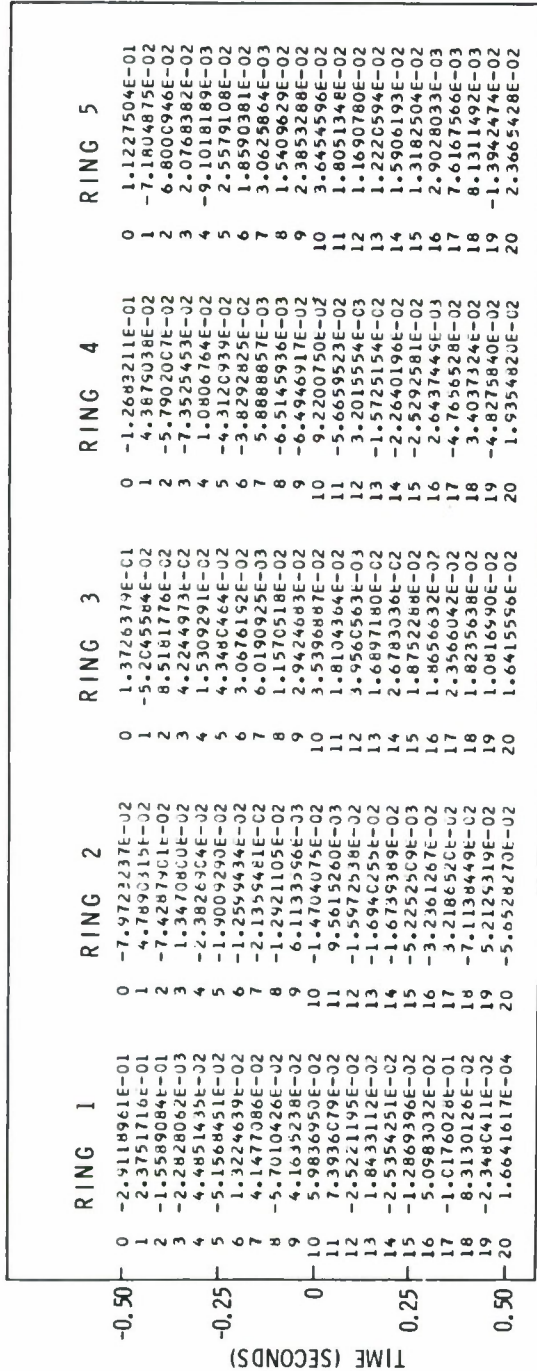 RING 1 RING 2 RING 3 RING 4 RING 5
-0.50 0 -2.9118961E-01 0 -7.9723237E-02 0 1.3726379E-01 0 -1.2683211E-01 0 1.1227504E-01
1 2.3751716E-01 1 4.7890315E-02 1 -5.2045584E-02 1 4.3879038E-02 1 -7.1804875E-02
2 -1.5589084E-01 2 -7.4287901E-02 2 8.5181776E-02 2 -5.7902007E-02 2 6.8000946E-02
3 -2.2828062E-03 3 1.3470800E-02 3 4.2244973E-02 3 -7.3525453E-02 3 2.0768382E-02
4 4.4851435E-02 4 -2.3826904E-02 4 1.5309291E-02 4 1.0806764E-02 4 -9.1018189E-03
-0.25 5 -5.1568451E-02 5 -1.9009290E-02 5 4.3480464E-02 5 -4.3120939E-02 5 2.5579108E-02
6 1.3224639E-02 6 -1.2599434E-02 6 3.0676192E-02 6 -3.8292825E-02 6 1.8590381E-02
7 4.1477086E-02 7 -2.1359481E-02 7 6.0190925E-03 7 5.8888857E-03 7 3.0625864E-03
8 -5.7010426E-02 8 -1.2921105E-02 8 1.1570518E-02 8 -6.5145936E-03 8 1.5409629E-02
9 4.1635238E-02 9 6.1133596E-03 9 2.9424683E-02 9 -6.4946917E-02 9 2.3853288E-02
0 10 5.9836950E-02 10 -1.4704075E-02 10 3.5396887E-02 10 9.2200750E-02 10 3.6454596E-02
11 7.3936079E-02 11 9.5615260E-03 11 1.8104364E-02 11 -5.6659523E-02 11 1.8051348E-02
12 -2.5221195E-02 12 -1.5972538E-02 12 3.9560563E-03 12 3.2015554E-03 12 1.1690780E-02
13 1.8433112E-02 13 -1.6940255E-02 13 1.6897180E-02 13 -1.5725154E-02 13 1.2220594E-02
14 -2.5354251E-02 14 -1.6739389E-02 14 2.6783036E-02 14 -2.2640196E-02 14 1.5906193E-02
0.25 15 -1.2869396E-02 15 -5.2252509E-03 15 1.8752288E-02 15 -2.5292581E-02 15 1.3182504E-02
16 5.0983032E-02 16 -3.2361267E-02 16 1.8656632E-02 16 2.6437449E-03 16 2.9028033E-03
17 -1.0176028E-01 17 3.2186520E-02 17 2.3566042E-02 17 -4.7656528E-02 17 7.6167566E-03
18 8.3130126E-02 18 -7.1138449E-02 18 1.8235638E-02 18 3.4037324E-02 18 8.1311492E-03
19 -2.3480411E-02 19 5.2129319E-02 19 1.0816990E-02 19 -4.8275840E-02 19 -1.3942474E-02
0.50 20 1.6641617E-04 20 -5.6528270E-02 20 1.6415596E-02 20 1.9354820E-02 20 2.3665428E-02
TIME (SECONDS)